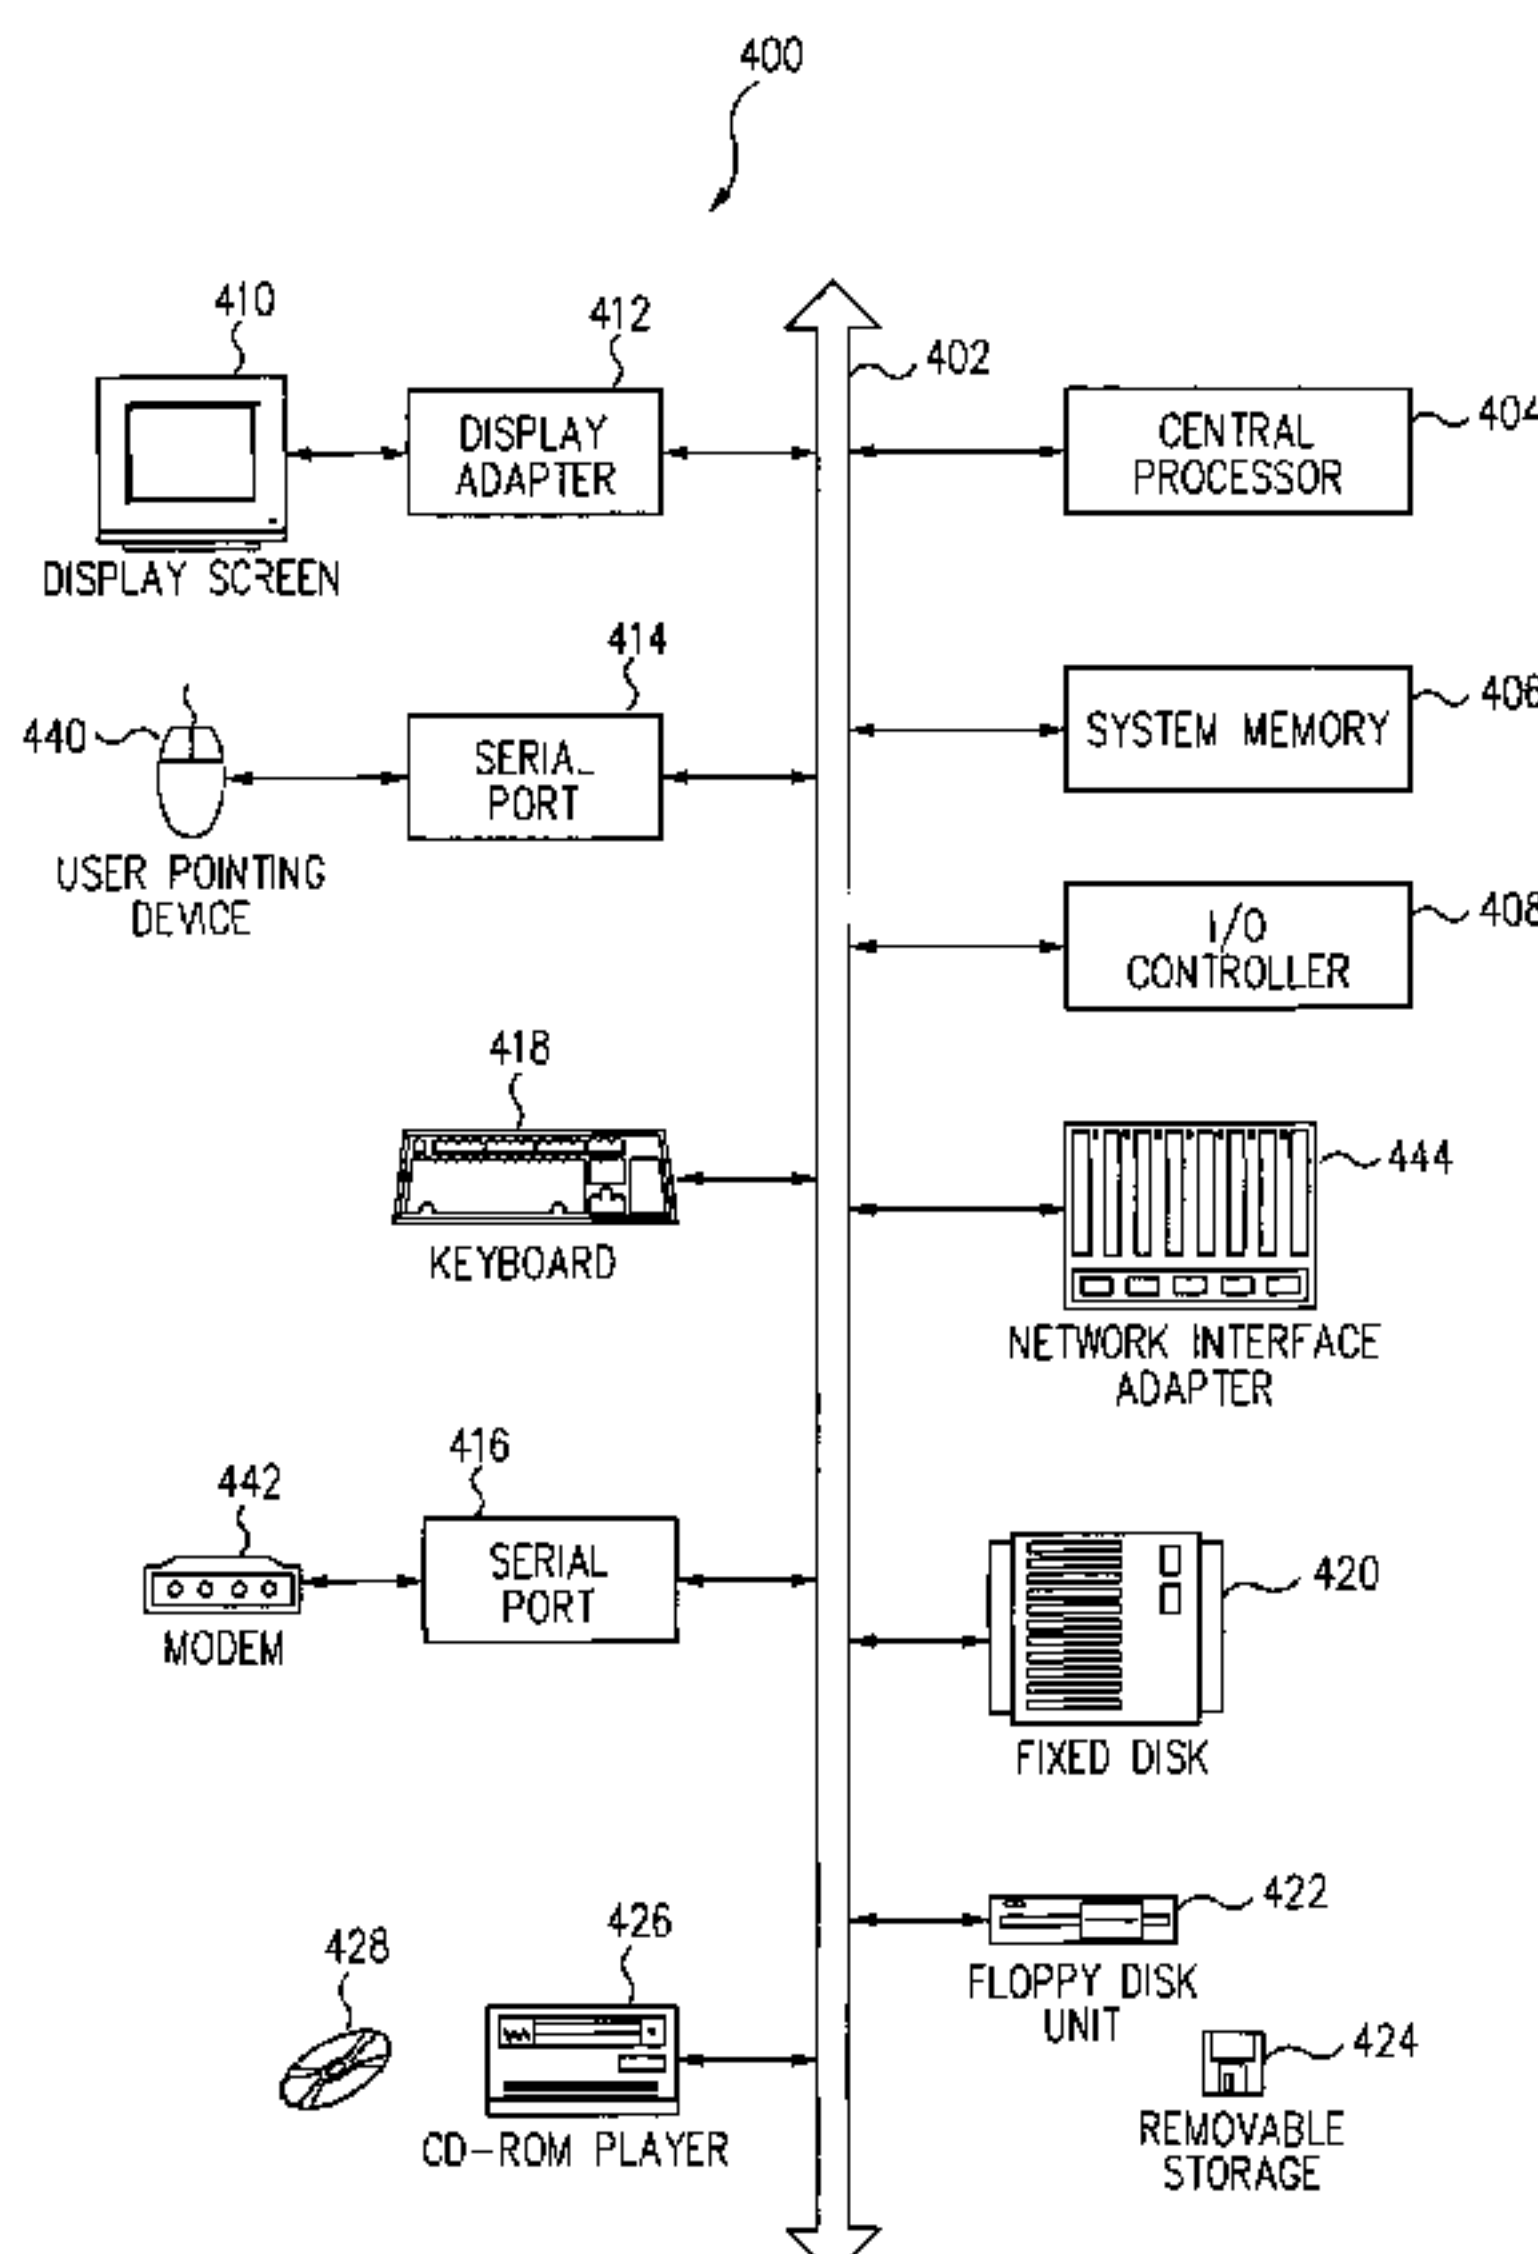 400
410
412
402
DISPLAY
ADAPTER
CENTRAL
PROCESSOR
404
DISPLAY SCREEN
414
440
SERIAL
PORT
SYSTEM MEMORY
406
USER POINTING
DEVICE
I/O
CONTROLLER
408
418
KEYBOARD
444
NETWORK INTERFACE
ADAPTER
416
442
SERIAL
PORT
MODEM
420
FIXED DISK
422
FLOPPY DISK
UNIT
428
426
CD-ROM PLAYER
424
REMOVABLE
STORAGE